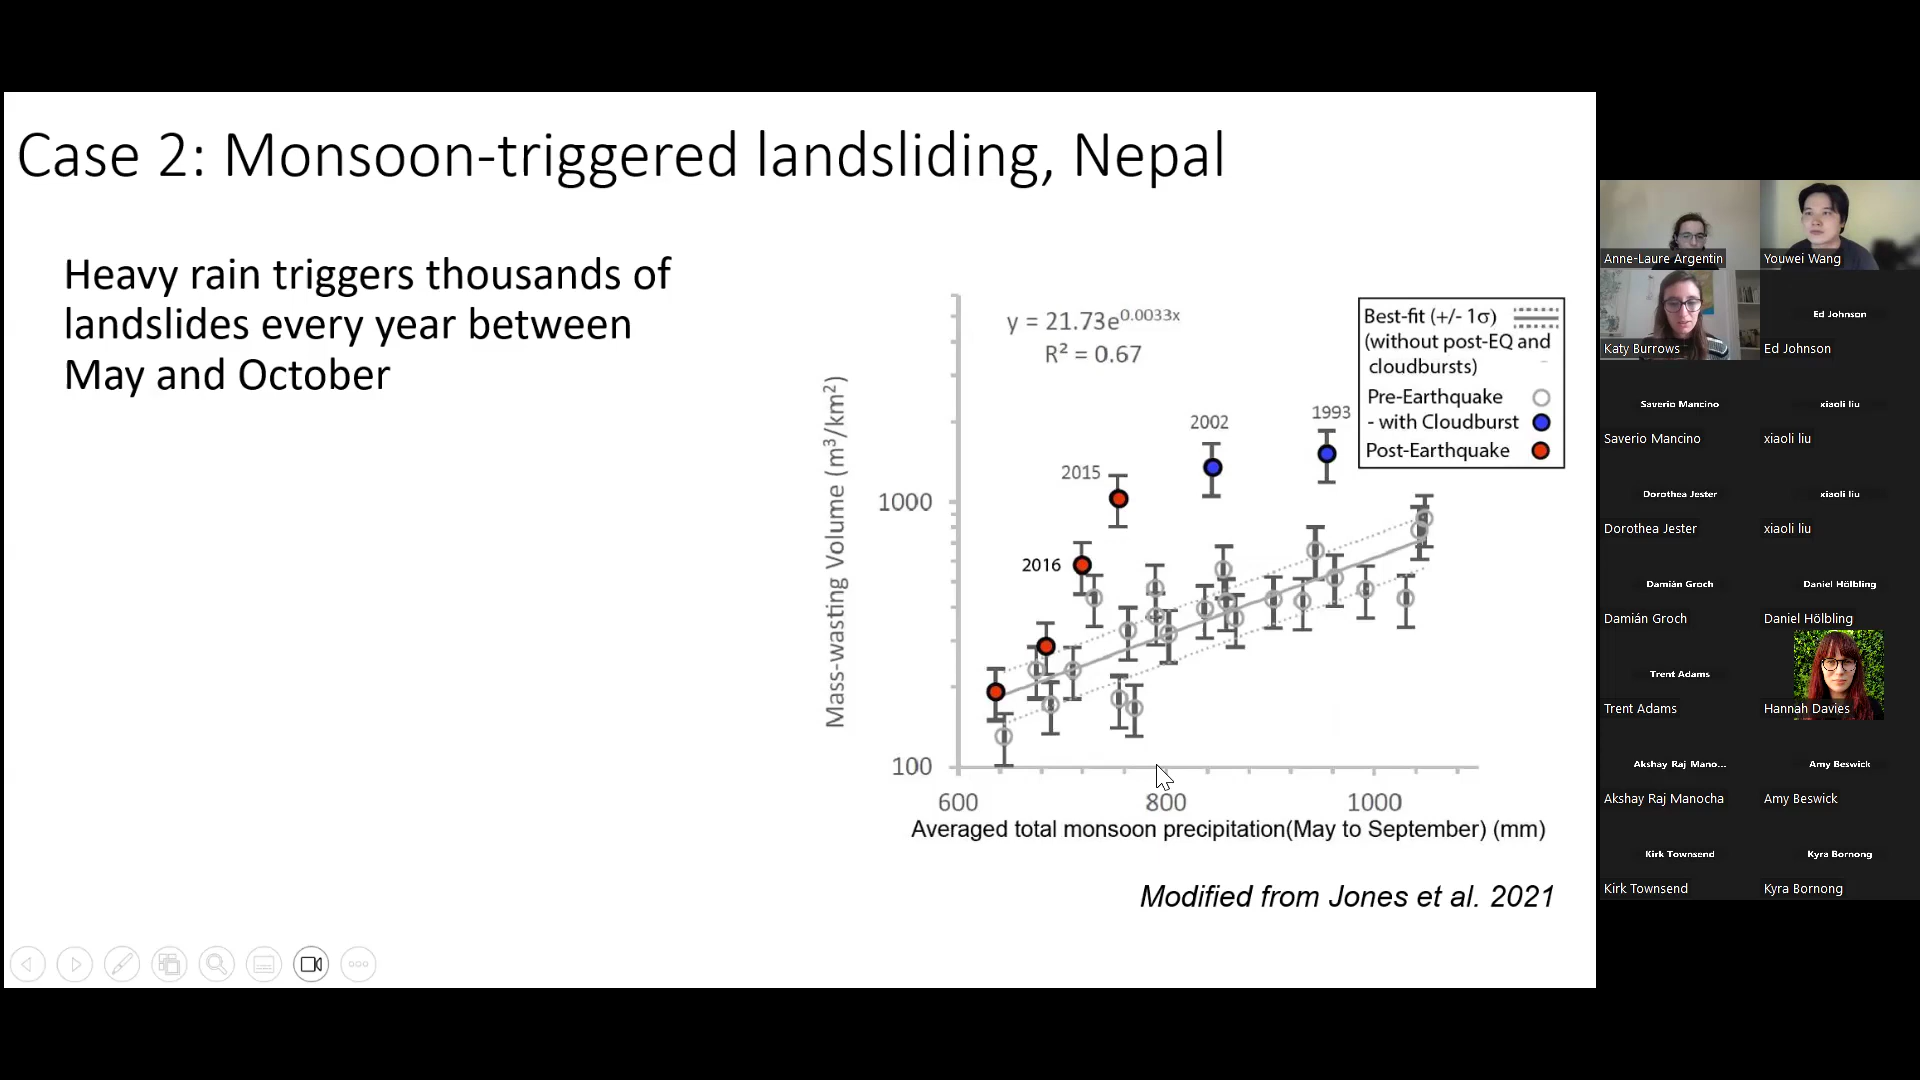 Case 2: Monsoon-triggered landsliding, Nepal
Heavy rain triggers thousands of
landslides every year between
May and October
y = 21.73e^0.0033x
R² = 0.67
Best-fit (+/- 1σ)
(without post-EQ and
cloudbursts)
Pre-Earthquake
- with Cloudburst
Post-Earthquake
2002
1993
2015
2016
Mass-wasting Volume (m³/km²)
1000
100
600
800
1000
Averaged total monsoon precipitation(May to September) (mm)
Modified from Jones et al. 2021
Anne-Laure Argentin
Youwei Wang
Katy Burrows
Ed Johnson
Ed Johnson
Saverio Mancino
xiaoli liu
Saverio Mancino
xiaoli liu
Dorothea Jester
xiaoli liu
Dorothea Jester
xiaoli liu
Damián Groch
Daniel Hölbling
Damián Groch
Daniel Hölbling
Trent Adams
Trent Adams
Hannah Davies
Akshay Raj Mano...
Amy Beswick
Akshay Raj Manocha
Amy Beswick
Kirk Townsend
Kyra Bornong
Kirk Townsend
Kyra Bornong